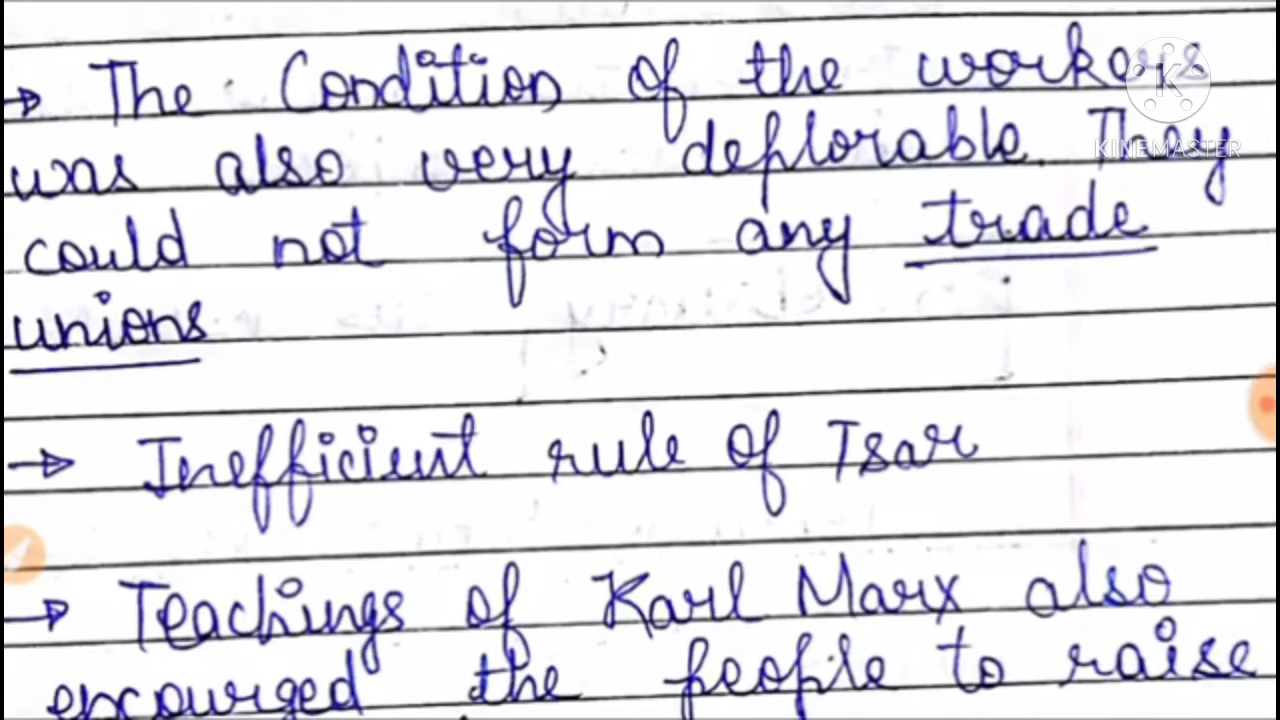 → The Condition of the workers
was also very deplorable. They
could not form any trade
unions
→ Inefficient rule of Tsar
→ Teachings of Karl Marx also
encourged the people to raise
K
KINEMASTER